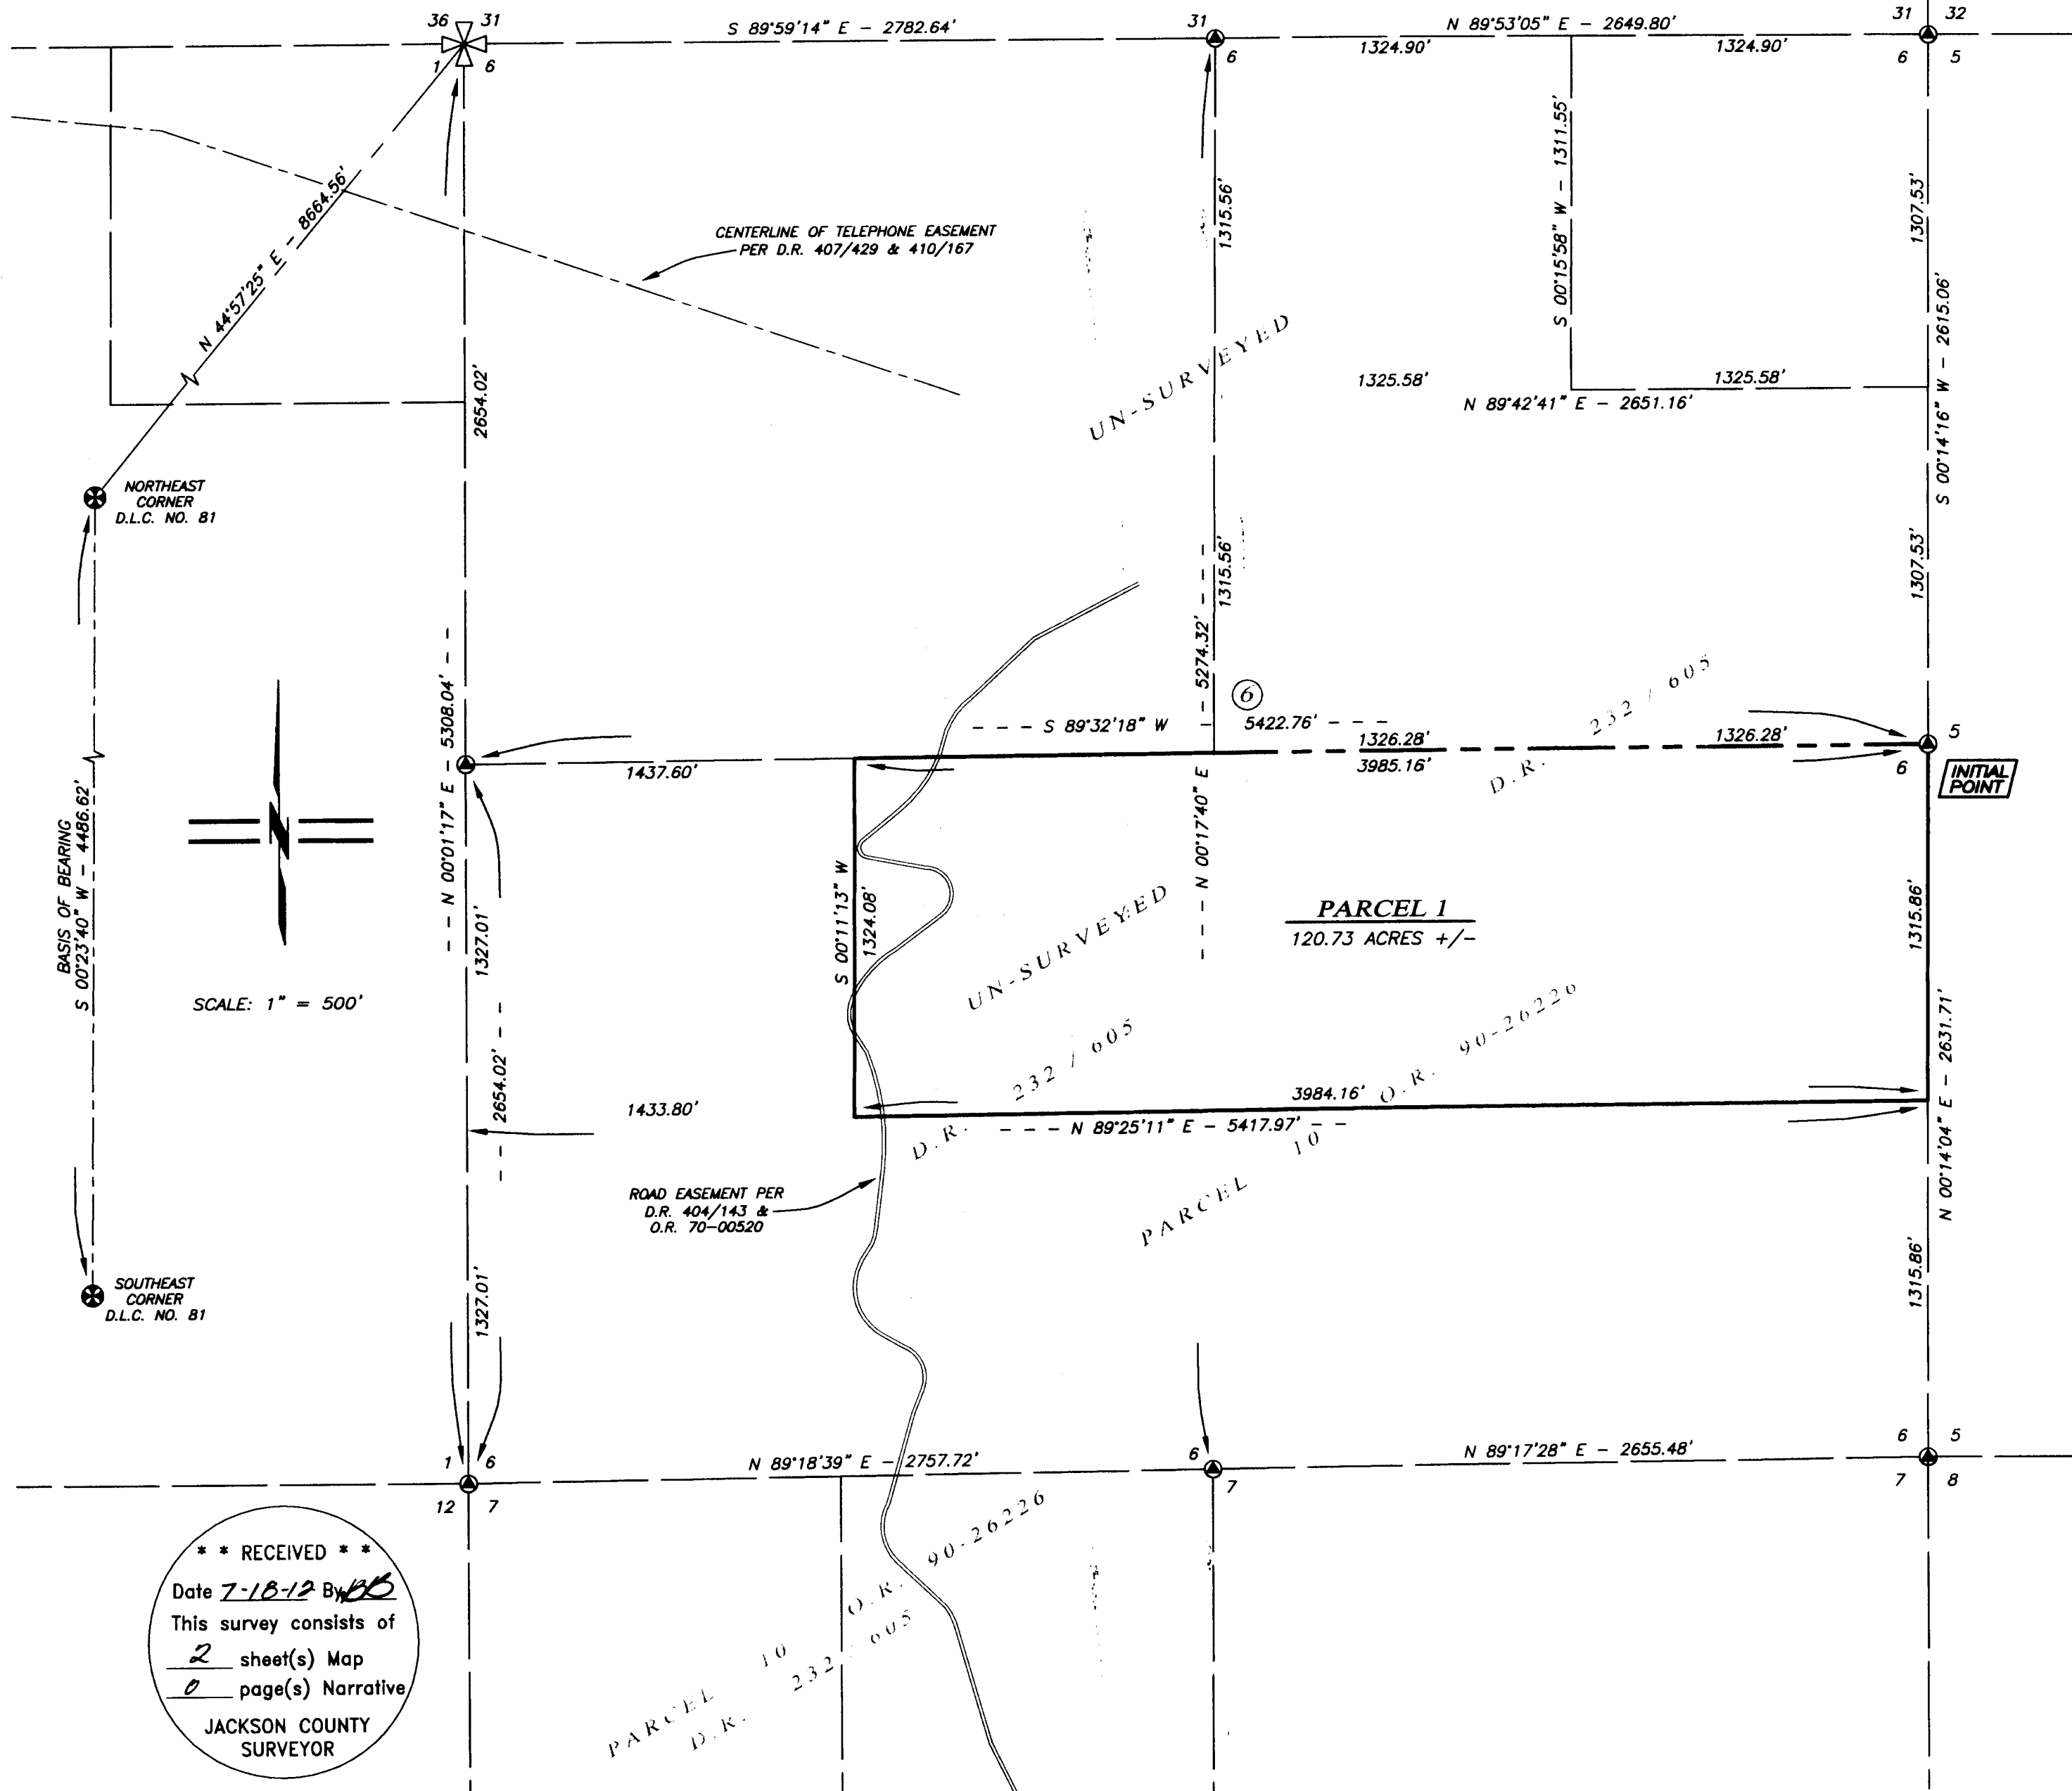 36 31
S 89°59'14" E – 2782.64'
31
N 89°53'05" E – 2649.80'
31 32
1 6
6
1324.90'
1324.90'
6 5
N 44°57'25" E – 8664.56'
CENTERLINE OF TELEPHONE EASEMENT
PER D.R. 407/429 & 410/167
1315.56'
S 00°15'58" W – 1311.55'
1307.53'
2654.02'
UN-SURVEYED
1325.58'
1325.58'
N 89°42'41" E – 2651.16'
S 00°14'16" W – 2615.06'
NORTHEAST
CORNER
D.L.C. NO. 81
1315.56'
1307.53'
N 00°01'17" E – 5308.04'
N 00°17'40" E – 5274.32'
6
D.R. 232 / 605
S 89°32'18" W – 5422.76'
1326.28'
1326.28'
5
1437.60'
3985.16'
6
INITIAL
POINT
BASIS OF BEARING
S 00°23'40" W – 4486.62'
1327.01'
S 00°11'13" W
1324.08'
UN-SURVEYED
PARCEL 1
120.73 ACRES +/–
1315.86'
SCALE: 1" = 500'
2654.02'
D.R. 232 / 605
O.R. 90-26226
N 00°14'04" E – 2631.71'
1433.80'
3984.16'
N 89°25'11" E – 5417.97'
PARCEL 10
ROAD EASEMENT PER
D.R. 404/143 &
O.R. 70–00520
1327.01'
1315.86'
SOUTHEAST
CORNER
D.L.C. NO. 81
1 6
N 89°18'39" E – 2757.72'
6
N 89°17'28" E – 2655.48'
6 5
12 7
7
7 8
* * RECEIVED * *
Date 7-18-12 By BB
This survey consists of
2 sheet(s) Map
0 page(s) Narrative
JACKSON COUNTY
SURVEYOR
PARCEL 10 O.R. 90-26226
D.R. 232 605